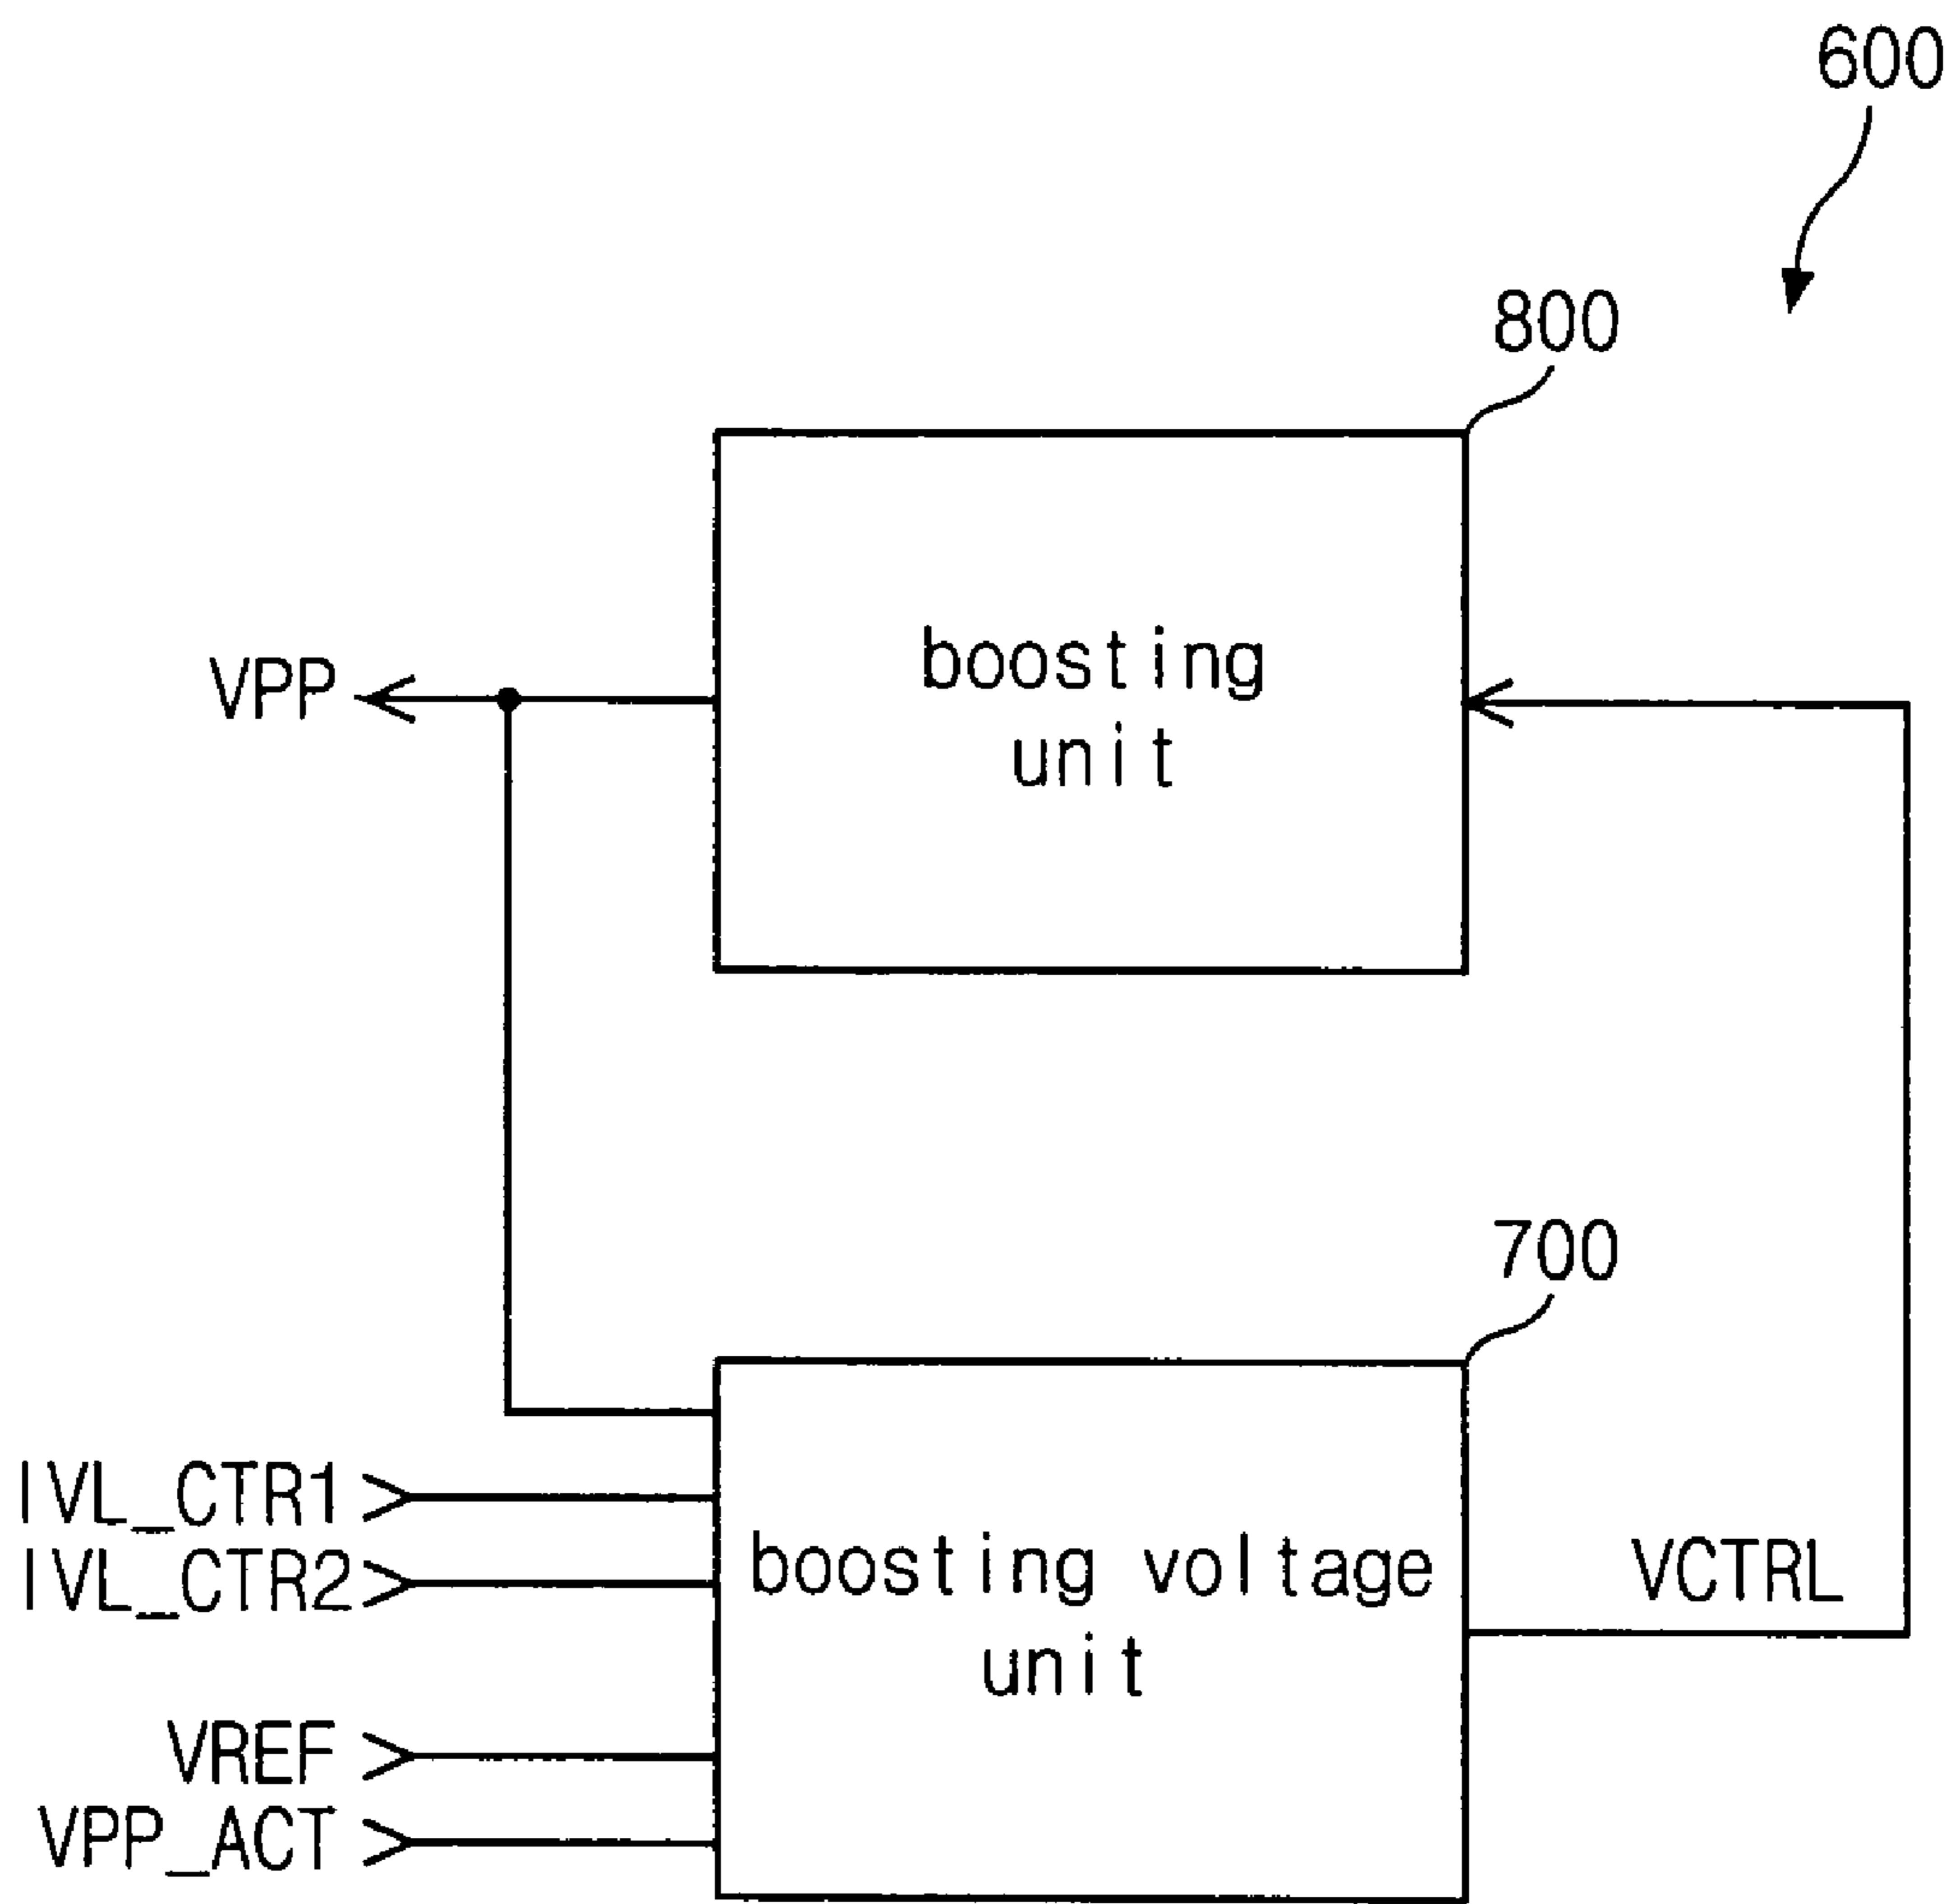 600
800
boosting
unit
VPP
700
IVL_CTR1
IVL_CTR2
boosting voltage
unit
VCTRL
VREF
VPP_ACT